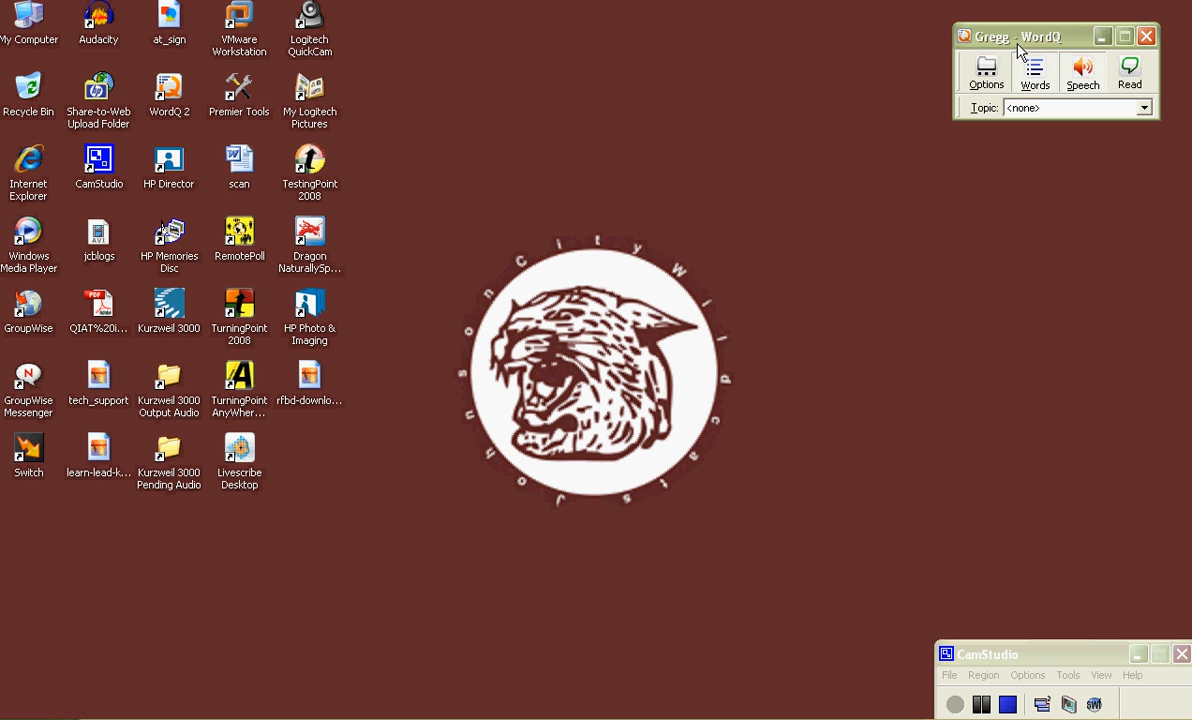 My Computer
Audacity
at_sign
VMware
Workstation
Logitech
QuickCam
Recycle Bin
Share-to-Web
Upload Folder
WordQ 2
Premier Tools
My Logitech
Pictures
Internet
Explorer
CamStudio
HP Director
scan
TestingPoint
2008
Windows
Media Player
jcblogs
HP Memories
Disc
RemotePoll
Dragon
NaturallySp...
GroupWise
QIAT%20i...
Kurzweil 3000
TurningPoint
2008
HP Photo &
Imaging
GroupWise
Messenger
tech_support
Kurzweil 3000
Output Audio
TurningPoint
AnyWher...
rfbd-downlo...
Switch
learn-lead-k...
Kurzweil 3000
Pending Audio
Livescribe
Desktop
Johnson City Wildcats
Gregg - WordQ
Options
Words
Speech
Read
Topic: <none>
CamStudio
File Region Options Tools View Help
SWF